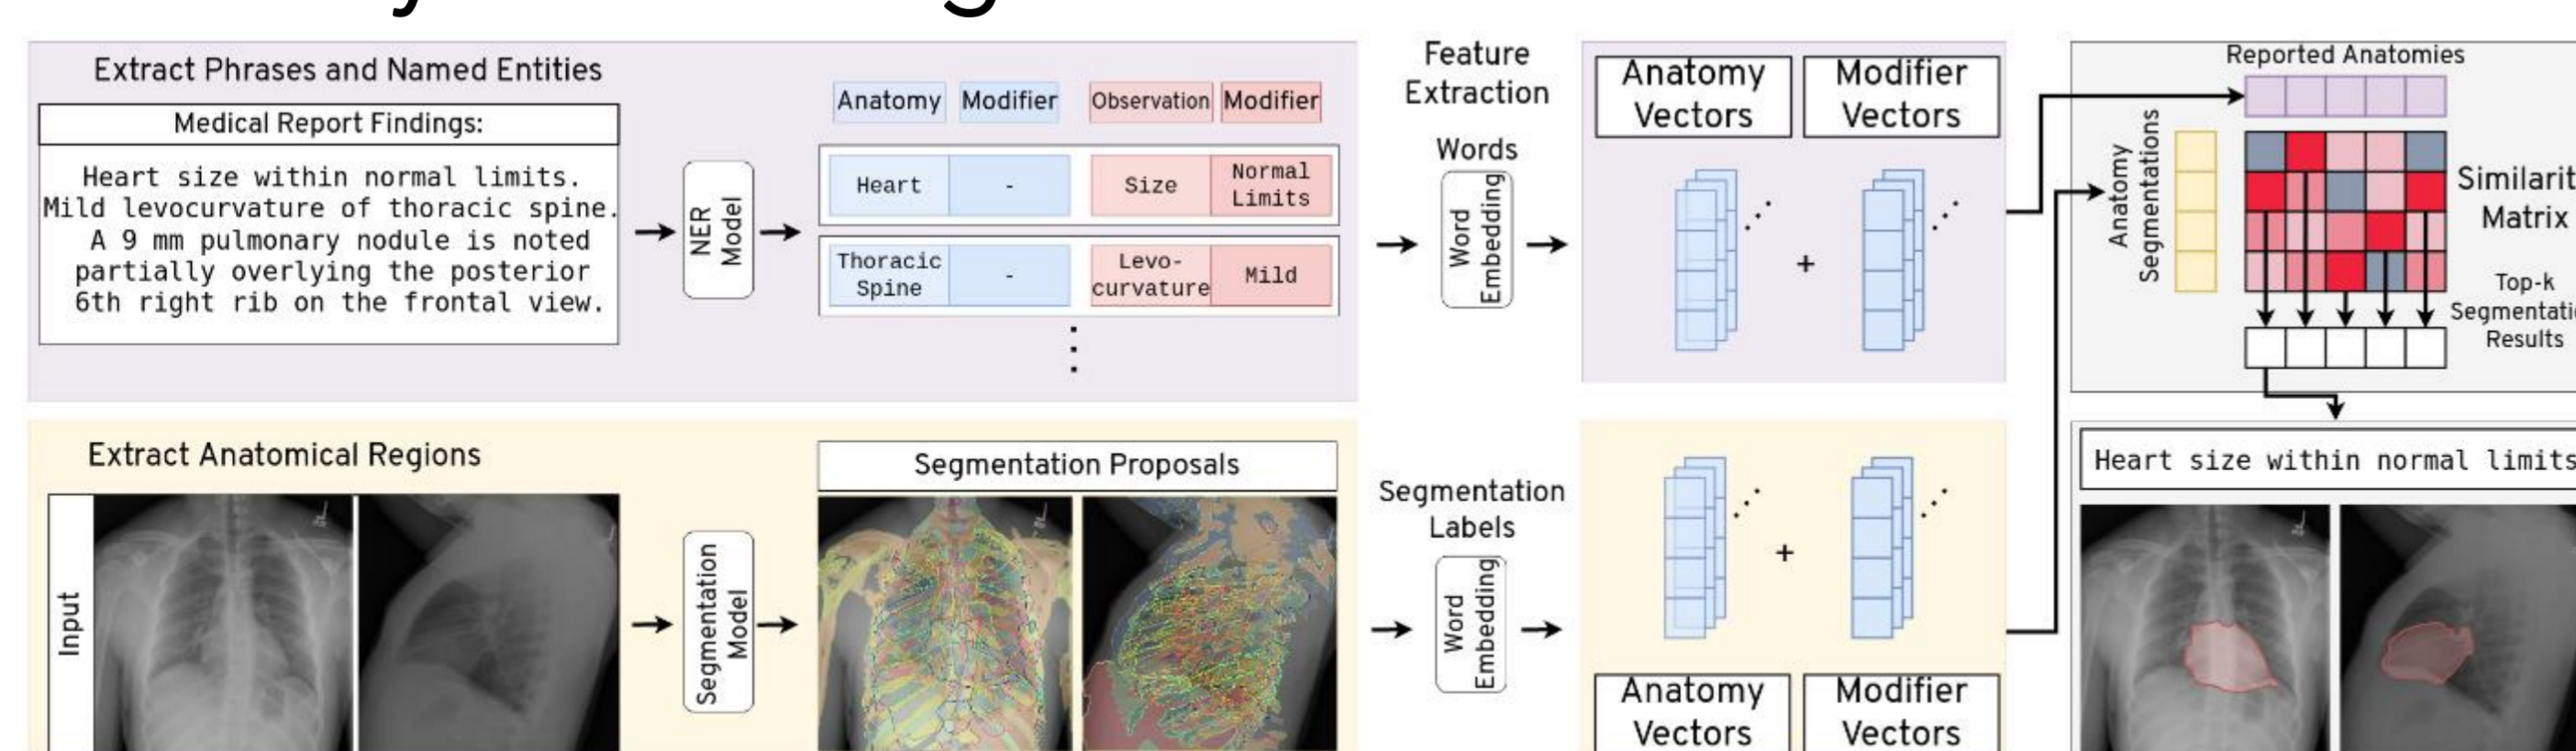 Extract Phrases and Named Entities
Medical Report Findings:
Heart size within normal limits.
Mild levocurvature of thoracic spine.
A 9 mm pulmonary nodule is noted
partially overlying the posterior
6th right rib on the frontal view.
NER
Model
Anatomy
Modifier
Observation
Modifier
Heart
-
Size
Normal
Limits
Thoracic
Spine
-
Levo-
curvature
Mild
Feature
Extraction
Words
Word
Embedding
Anatomy
Vectors
Modifier
Vectors
+
Reported Anatomies
Anatomy
Segmentations
Similarit
Matrix
Top-k
Segmentati
Results
Extract Anatomical Regions
Input
Segmentation
Model
Segmentation Proposals
Segmentation
Labels
Word
Embedding
+
Anatomy
Vectors
Modifier
Vectors
Heart size within normal limits